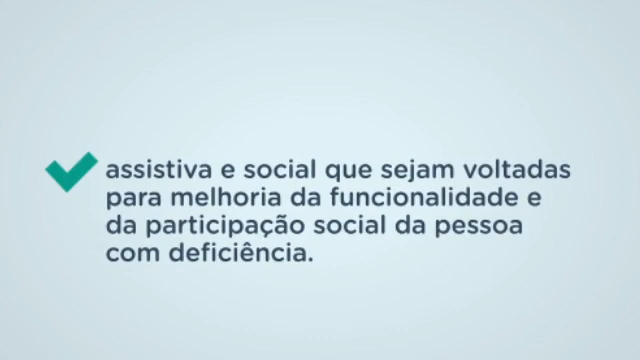 assistiva e social que sejam voltadas
para melhoria da funcionalidade e
da participação social da pessoa
com deficiência.